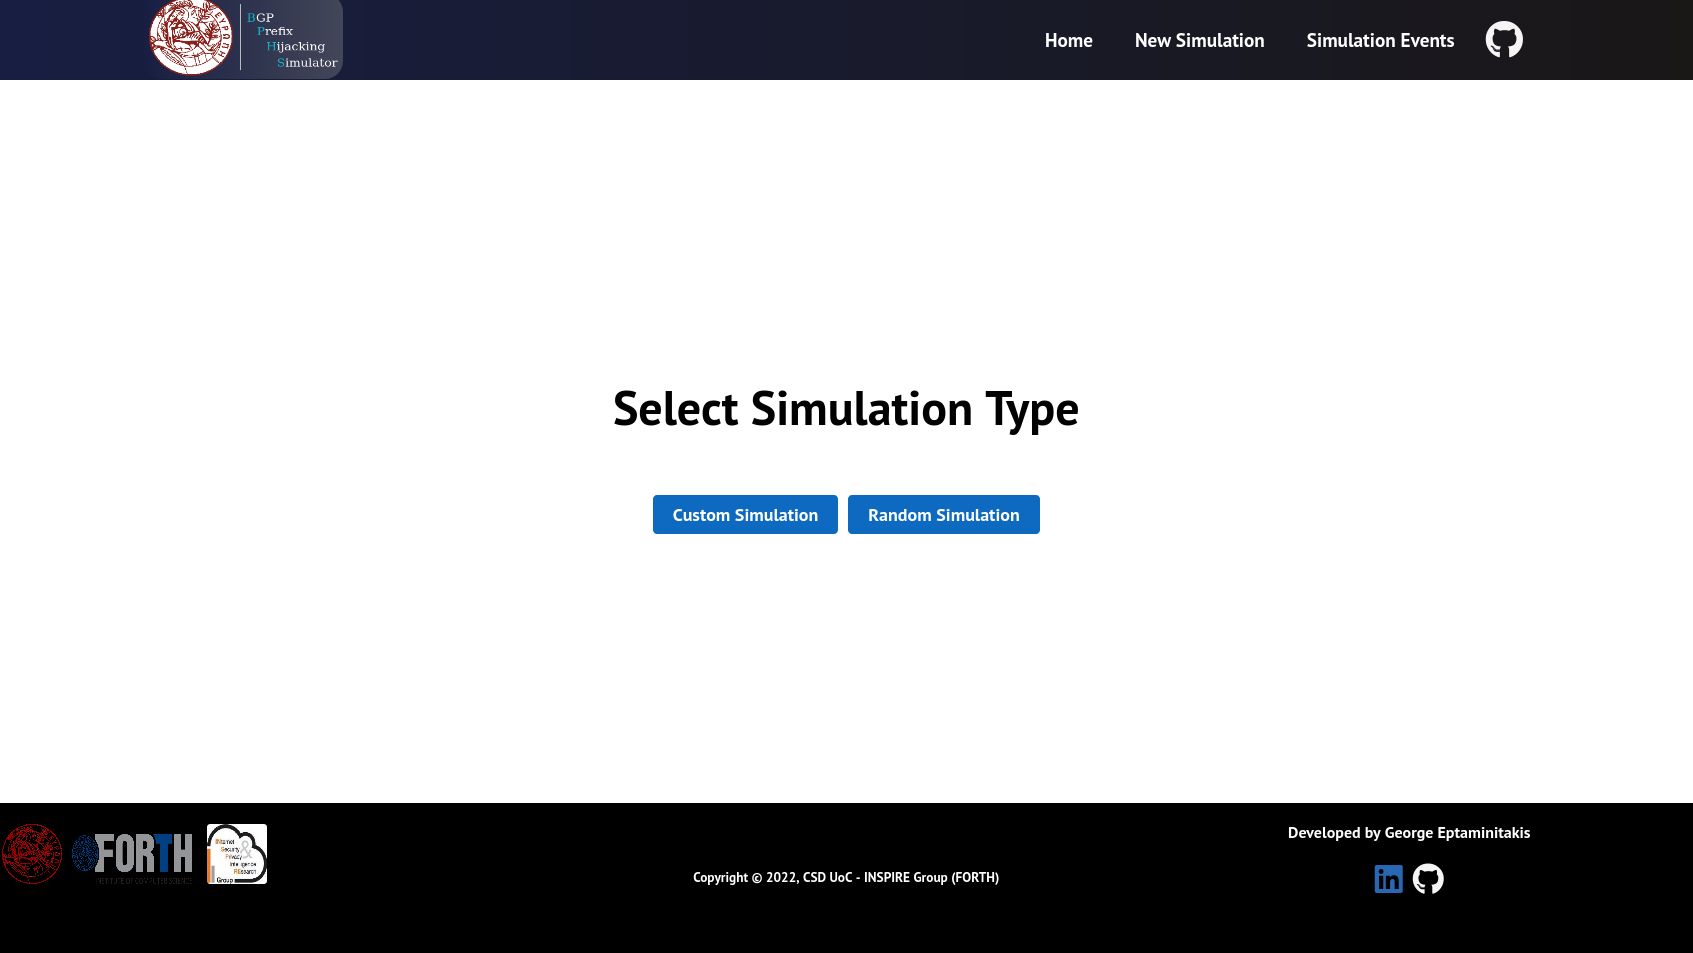 BGP
Prefix
Hijacking
Simulator
Home
New Simulation
Simulation Events
Select Simulation Type
Custom Simulation
Random Simulation
FORTH
INSTITUTE OF COMPUTER SCIENCE
INternet
Security
&
Privacy
Intelligence
REsearch
Group
Copyright © 2022, CSD UoC - INSPIRE Group (FORTH)
Developed by George Eptaminitakis
in